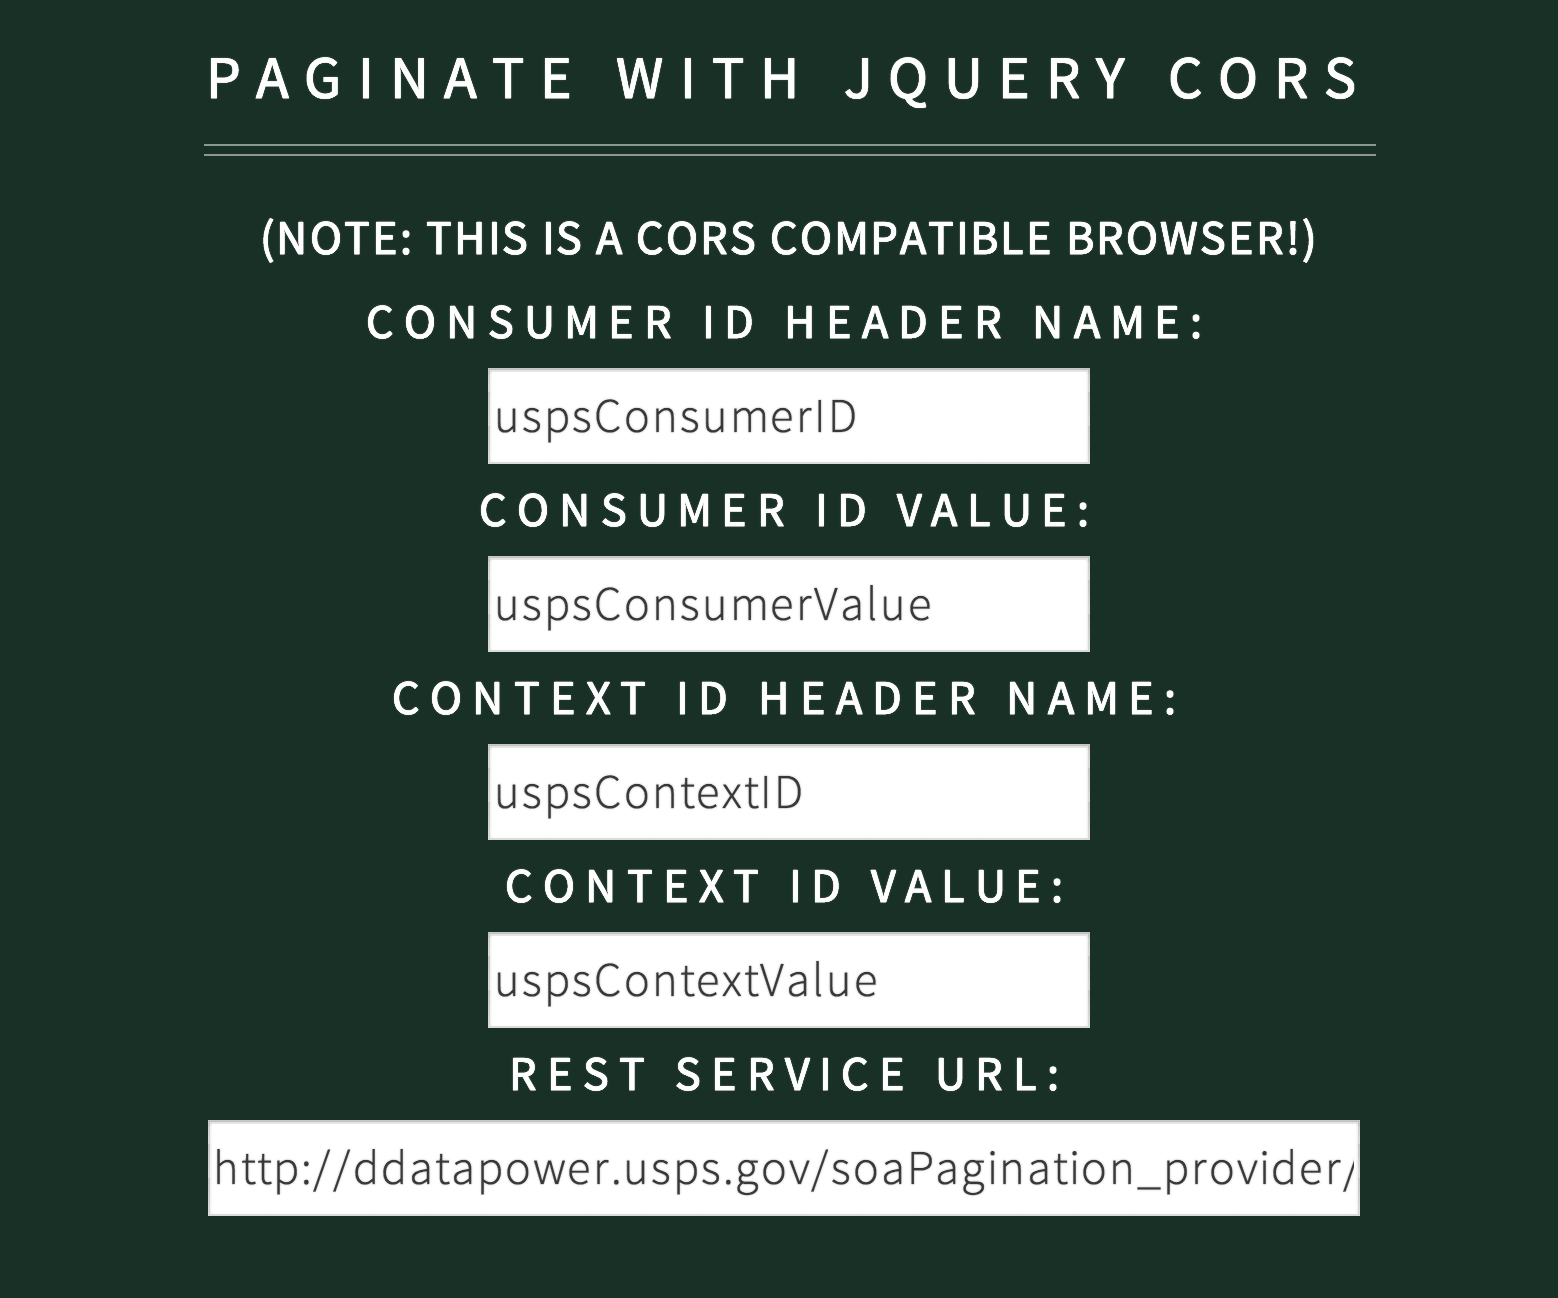 PAGINATE WITH JQUERY CORS
(NOTE: THIS IS A CORS COMPATIBLE BROWSER!)
CONSUMER ID HEADER NAME:
uspsConsumerID
CONSUMER ID VALUE:
uspsConsumerValue
CONTEXT ID HEADER NAME:
uspsContextID
CONTEXT ID VALUE:
uspsContextValue
REST SERVICE URL:
http://ddatapower.usps.gov/soaPagination_provider/